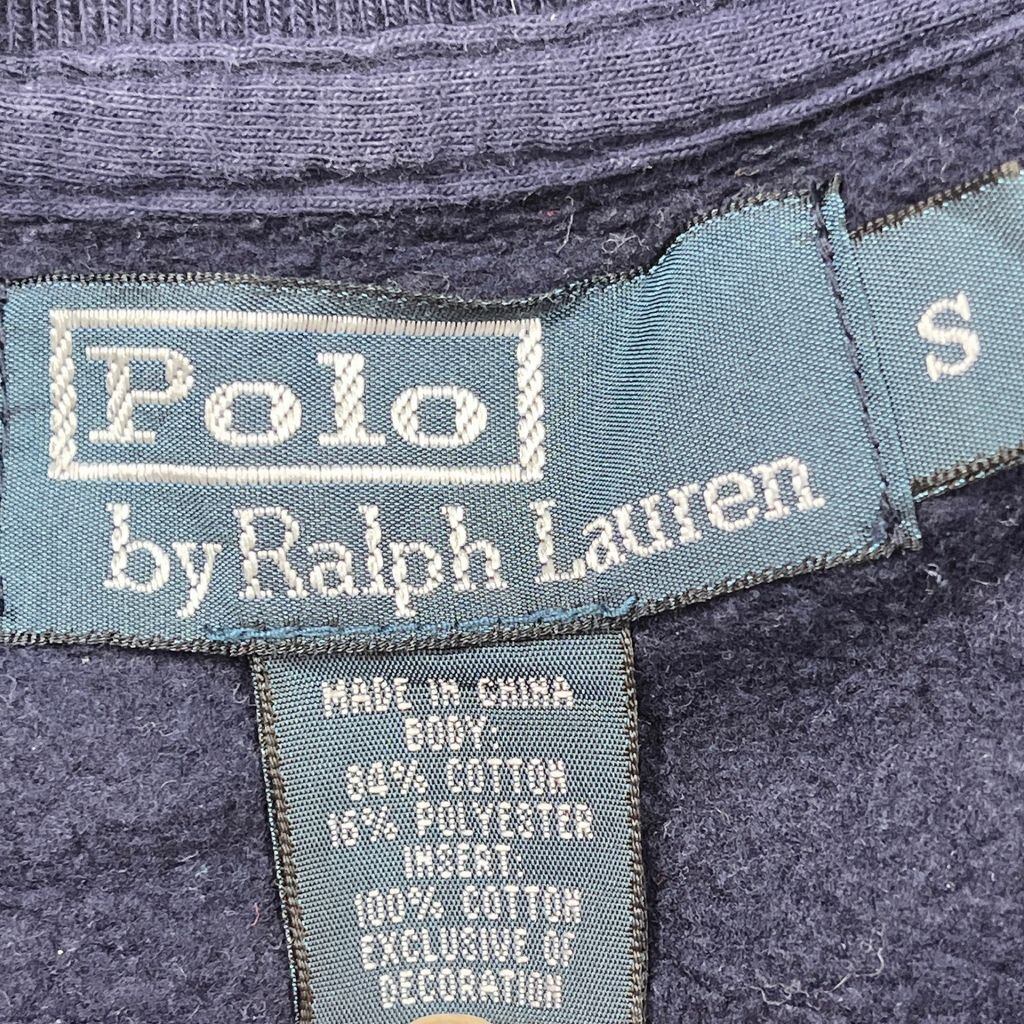 Polo
by Ralph Lauren
S
MADE IN CHINA
BODY:
84% COTTON
16% POLYESTER
INSERT:
100% COTTON
EXCLUSIVE OF
DECORATION